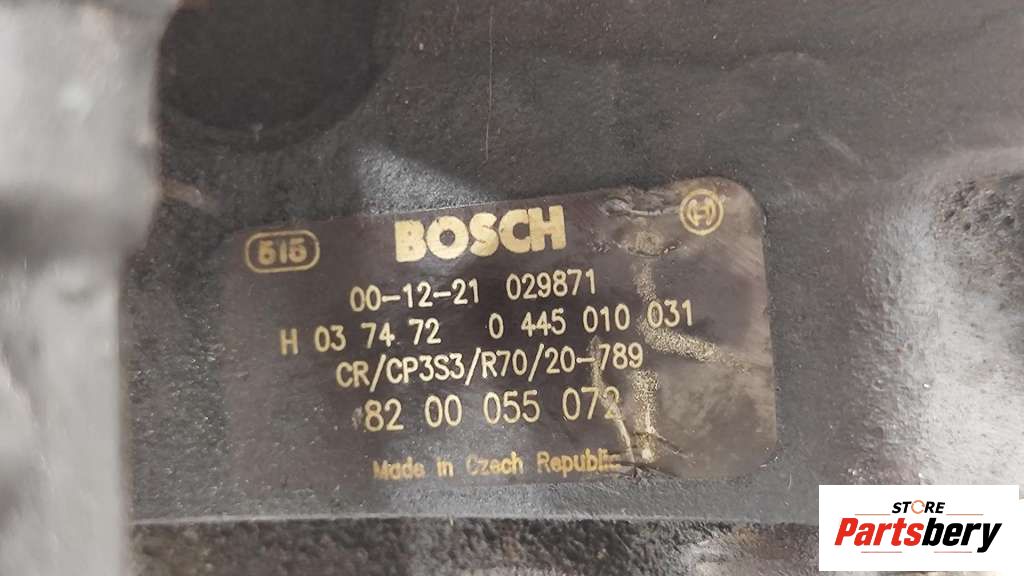 515 BOSCH
00-12-21 029871
H 03 74 72 0 445 010 031
CR/CP3S3/R70/20-789
82 00 055 072
Made in Czech Republic
STORE
Partsbery